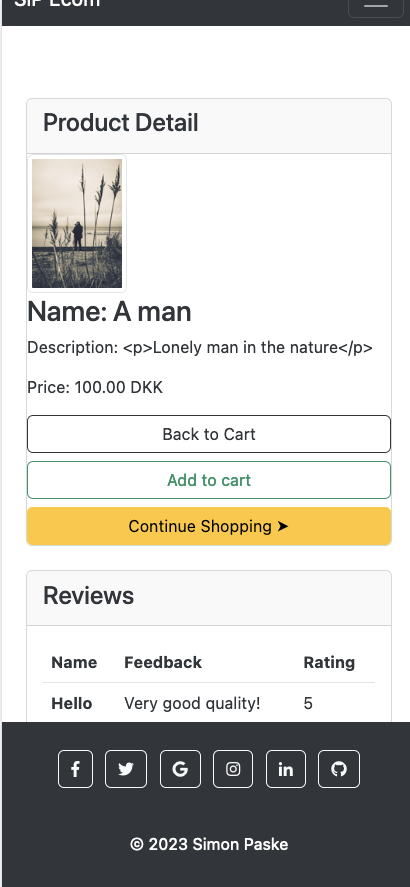 SiP Ecom
Product Detail
Name: A man
Description: <p>Lonely man in the nature</p>
Price: 100.00 DKK
Back to Cart
Add to cart
Continue Shopping ➤
Reviews
Name Feedback Rating
Hello Very good quality! 5
© 2023 Simon Paske